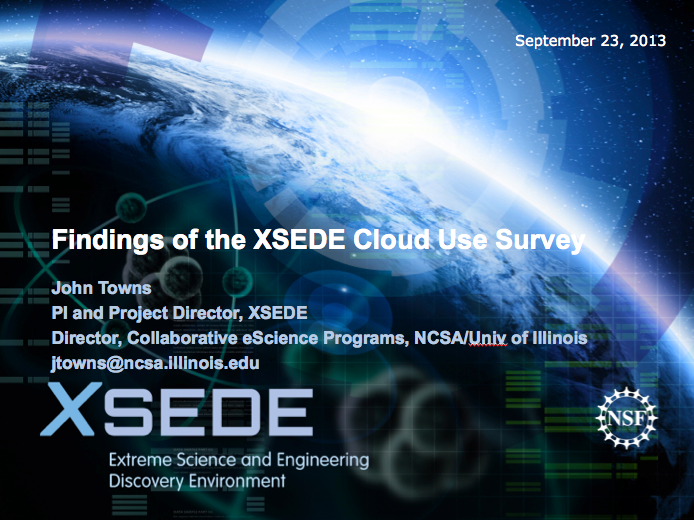 September 23, 2013
Findings of the XSEDE Cloud Use Survey
John Towns
PI and Project Director, XSEDE
Director, Collaborative eScience Programs, NCSA/Univ of Illinois
jtowns@ncsa.illinois.edu
XSEDE
NSF
Extreme Science and Engineering
Discovery Environment